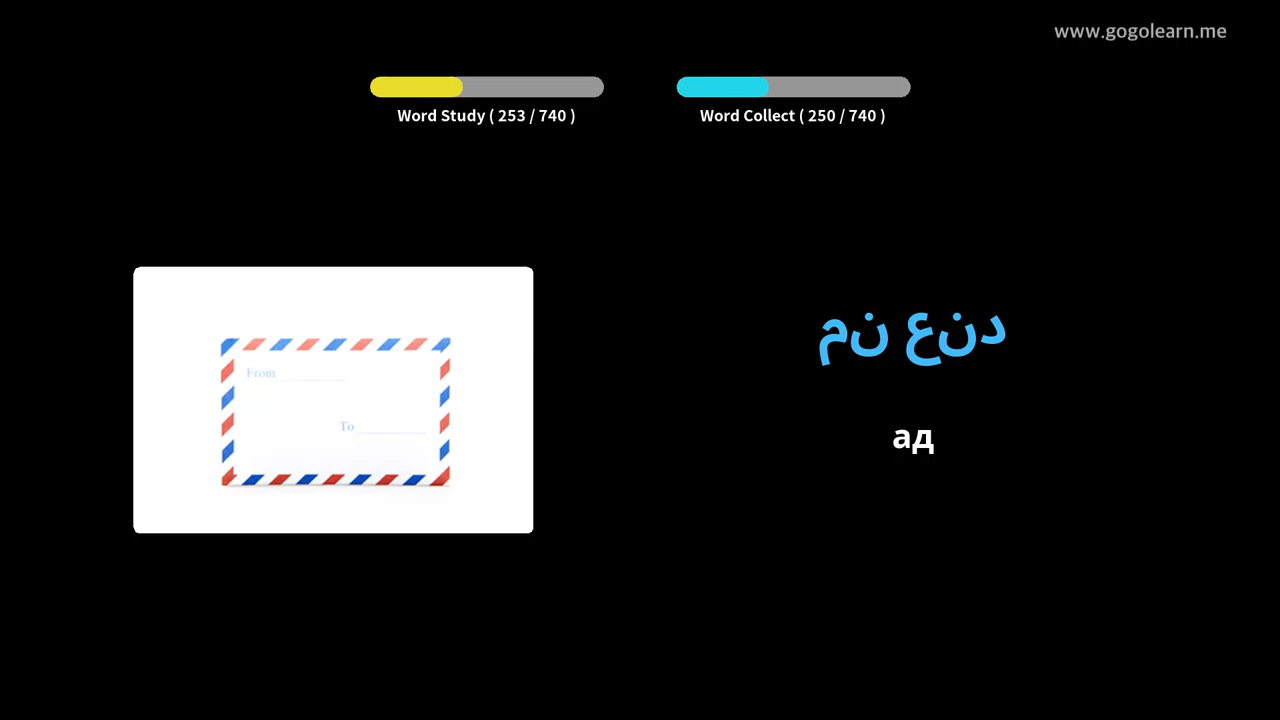 www.gogolearn.me
Word Study ( 253 / 740 )
Word Collect ( 250 / 740 )
From
To
من عند
ад